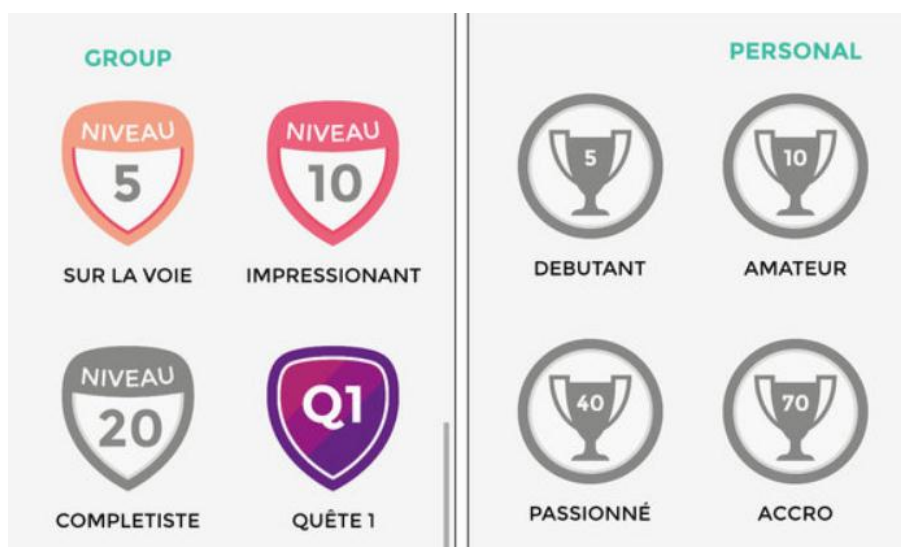 GROUP
NIVEAU
5
SUR LA VOIE
NIVEAU
10
IMPRESSIONANT
NIVEAU
20
COMPLETISTE
Q1
QUÊTE 1
PERSONAL
5
DEBUTANT
10
AMATEUR
40
PASSIONNÉ
70
ACCRO